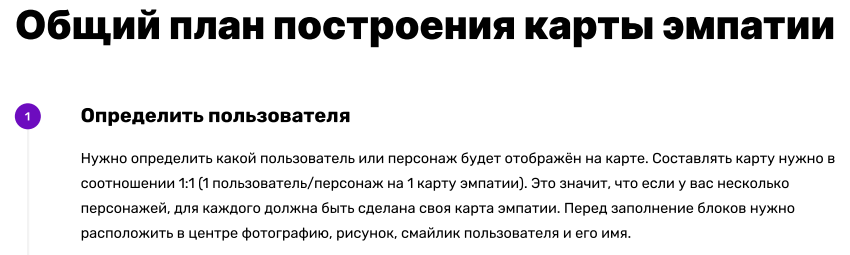 Общий план построения карты эмпатии
1
Определить пользователя
Нужно определить какой пользователь или персонаж будет отображён на карте. Составлять карту нужно в
соотношении 1:1 (1 пользователь/персонаж на 1 карту эмпатии). Это значит, что если у вас несколько
персонажей, для каждого должна быть сделана своя карта эмпатии. Перед заполнение блоков нужно
расположить в центре фотографию, рисунок, смайлик пользователя и его имя.